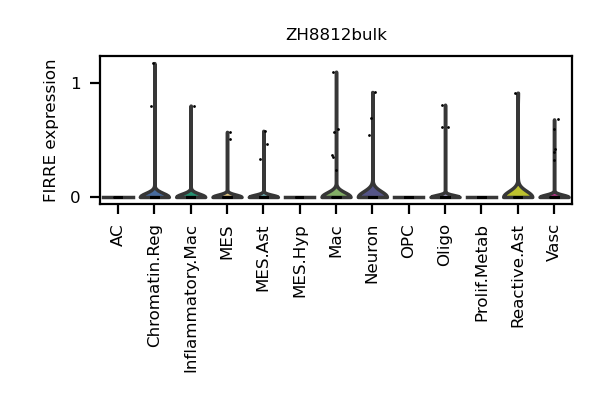 ZH8812bulk
FIRRE expression
1
0
AC
Chromatin.Reg
Inflammatory.Mac
MES
MES.Ast
MES.Hyp
Mac
Neuron
OPC
Oligo
Prolif.Metab
Reactive.Ast
Vasc